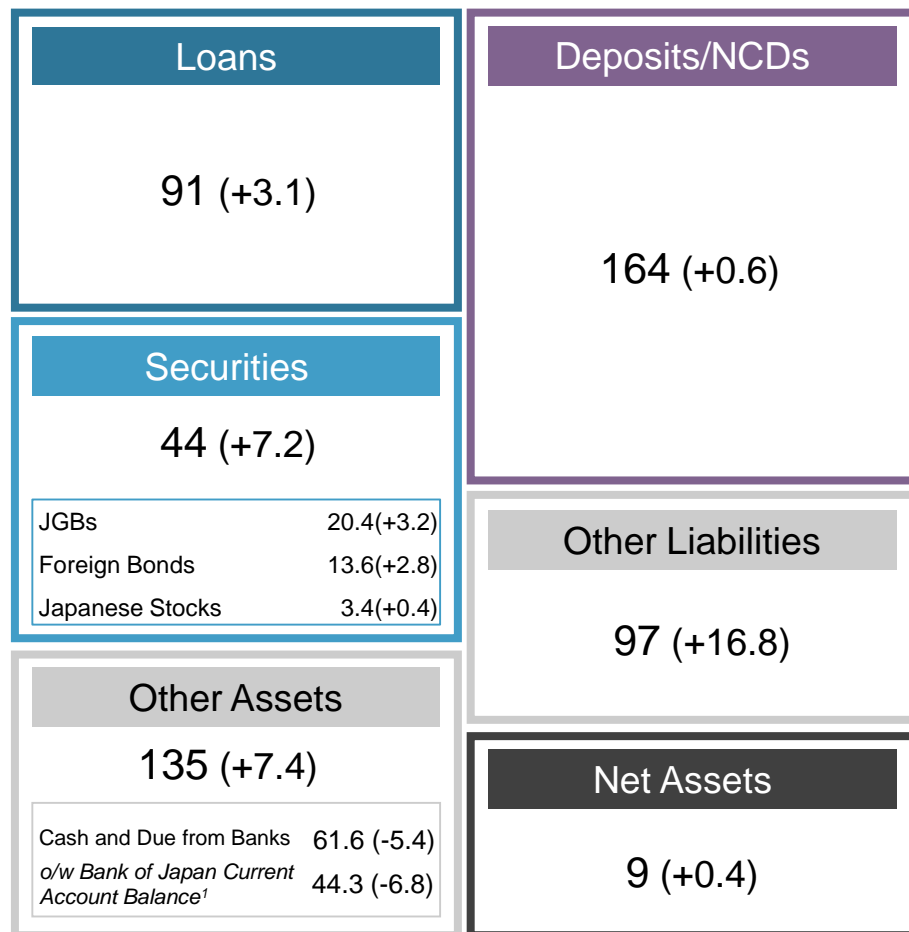 Loans
91 (+3.1)
Securities
44 (+7.2)
JGBs 20.4(+3.2)
Foreign Bonds 13.6(+2.8)
Japanese Stocks 3.4(+0.4)
Other Assets
135 (+7.4)
Cash and Due from Banks 61.6 (-5.4)
o/w Bank of Japan Current
Account Balance¹ 44.3 (-6.8)
Deposits/NCDs
164 (+0.6)
Other Liabilities
97 (+16.8)
Net Assets
9 (+0.4)